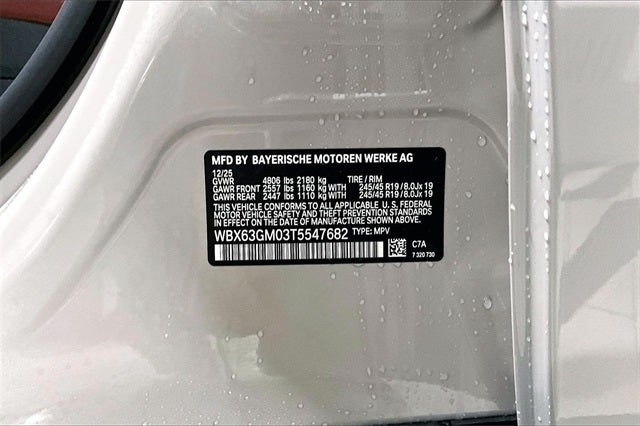 MFD BY BAYERISCHE MOTOREN WERKE AG
12/25
GVWR 4806 lbs 2180 kg TIRE / RIM
GAWR FRONT 2557 lbs 1160 kg WITH 245/45 R19 / 8.0Jx 19
GAWR REAR 2447 lbs 1110 kg WITH 245/45 R19 / 8.0Jx 19
THIS VEHICLE CONFORMS TO ALL APPLICABLE U. S. FEDERAL
MOTOR VEHICLE SAFETY, BUMPER, AND THEFT PREVENTION STANDARDS
IN EFFECT ON THE DATE OF MANUFACTURE SHOWN ABOVE.
WBX63GM03T5547682 TYPE: MPV
C7A
7 320 730